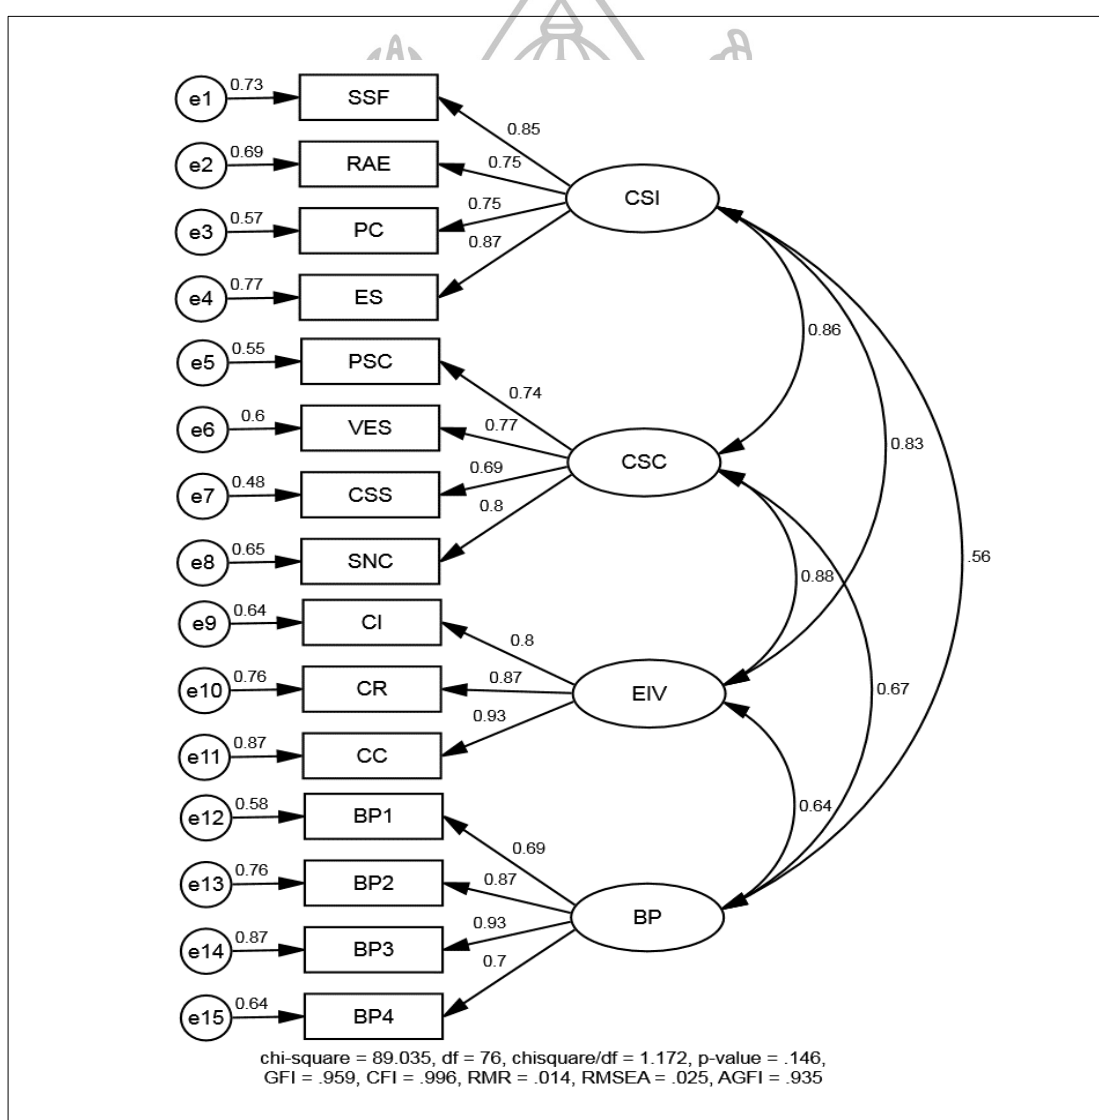 e1 0.73 SSF
0.85
e2 0.69 RAE
0.75
CSI
e3 0.57 PC
0.75
e4 0.77 ES
0.87
e5 0.55 PSC
0.86
e6 0.6 VES
0.74
0.77
CSC
0.83
e7 0.48 CSS
0.69
e8 0.65 SNC
0.8
.56
0.88
e9 0.64 CI
0.8
e10 0.76 CR
0.87
EIV
0.67
e11 0.87 CC
0.93
e12 0.58 BP1
0.64
0.69
e13 0.76 BP2
0.87
BP
e14 0.87 BP3
0.93
e15 0.64 BP4
0.7
chi-square = 89.035, df = 76, chisquare/df = 1.172, p-value = .146,
GFI = .959, CFI = .996, RMR = .014, RMSEA = .025, AGFI = .935